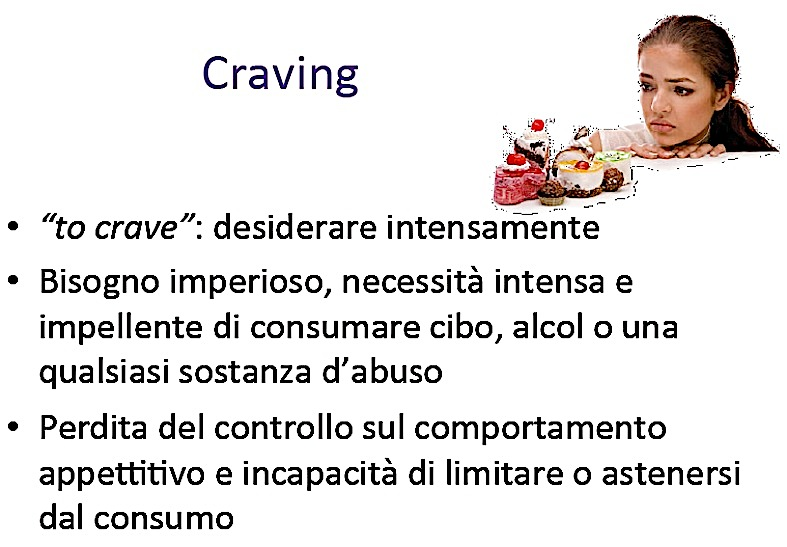 Craving
• “to crave”: desiderare intensamente
• Bisogno imperioso, necessità intensa e
impellente di consumare cibo, alcol o una
qualsiasi sostanza d’abuso
• Perdita del controllo sul comportamento
appettitivo e incapacità di limitare o astenersi
dal consumo